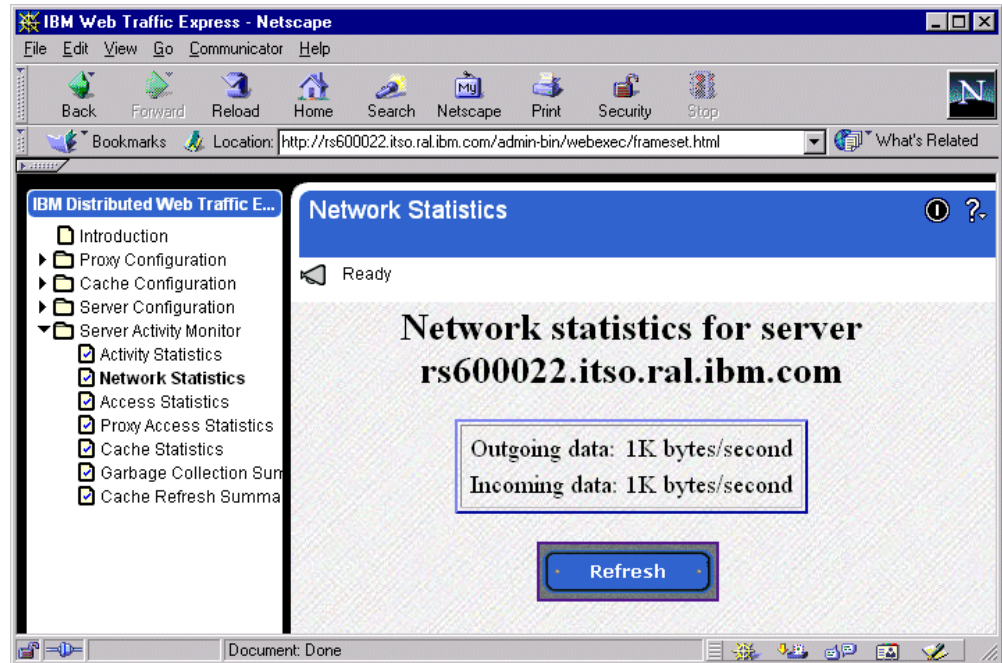 IBM Web Traffic Express - Netscape
File Edit View Go Communicator Help
Back Forward Reload Home Search Netscape Print Security Stop
My
N
Bookmarks Location: http://rs600022.itso.ral.ibm.com/admin-bin/webexec/frameset.html What's Related
IBM Distributed Web Traffic E...
Introduction
Proxy Configuration
Cache Configuration
Server Configuration
Server Activity Monitor
Activity Statistics
Network Statistics
Access Statistics
Proxy Access Statistics
Cache Statistics
Garbage Collection Sum
Cache Refresh Summa
Network Statistics
?
Ready
Network statistics for server
rs600022.itso.ral.ibm.com
Outgoing data: 1K bytes/second
Incoming data: 1K bytes/second
Refresh
Document: Done